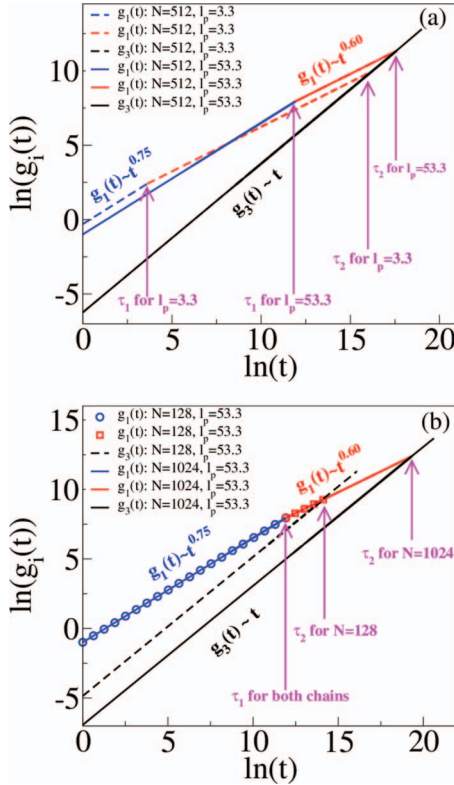 (a)
g₁(t): N=512, lₚ=3.3
g₁(t): N=512, lₚ=3.3
g₃(t): N=512, lₚ=3.3
g₁(t): N=512, lₚ=53.3
g₁(t): N=512, lₚ=53.3
g₃(t): N=512, lₚ=53.3
g₁(t)~t^0.60
g₁(t)~t^0.75
g₃(t)~t
τ₂ for lₚ=53.3
τ₂ for lₚ=3.3
τ₁ for lₚ=3.3
τ₁ for lₚ=53.3
ln(gᵢ(t))
10
5
0
-5
0 5 10 15 20
ln(t)
(b)
g₁(t): N=128, lₚ=53.3
g₁(t): N=128, lₚ=53.3
g₃(t): N=128, lₚ=53.3
g₁(t): N=1024, lₚ=53.3
g₁(t): N=1024, lₚ=53.3
g₃(t): N=1024, lₚ=53.3
g₁(t)~t^0.60
g₁(t)~t^0.75
g₃(t)~t
τ₂ for N=1024
τ₂ for N=128
τ₁ for both chains
ln(gᵢ(t))
15
10
5
0
-5
0 5 10 15 20
ln(t)